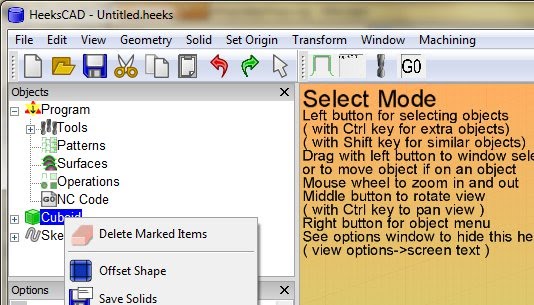 HeeksCAD - Untitled.heeks
File Edit View Geometry Solid Set Origin Transform Window Machining
G0
Objects
Program
Tools
Patterns
Surfaces
Operations
G0 NC Code
Cuboid
Ske
Delete Marked Items
Offset Shape
Save Solids
Options
Select Mode
Left button for selecting objects
( with Ctrl key for extra objects)
( with Shift key for similar objects)
Drag with left button to window sele
or to move object if on an object
Mouse wheel to zoom in and out
Middle button to rotate view
( with Ctrl key to pan view )
Right button for object menu
See options window to hide this he
( view options->screen text )